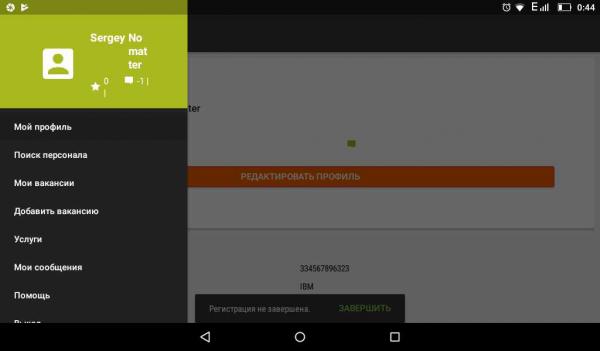 E 0:44
Sergey No
mat
ter
0 -1 |
|
ter
Мой профиль
Поиск персонала
РЕДАКТИРОВАТЬ ПРОФИЛЬ
Мои вакансии
Добавить вакансию
Услуги
Мои сообщения
334567896323
IBM
Помощь
Регистрация не завершена. ЗАВЕРШИТЬ